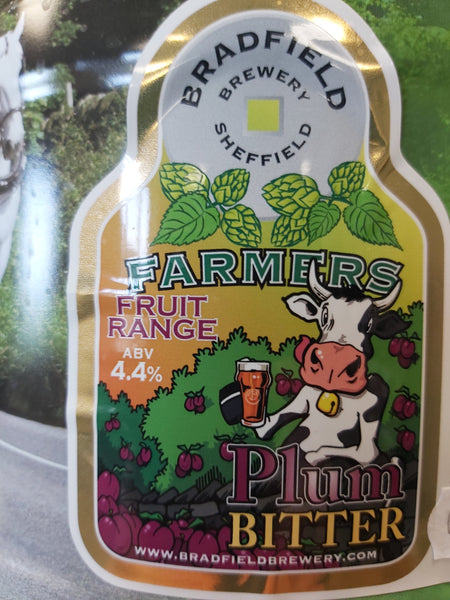 BRADFIELD
BREWERY
SHEFFIELD
FARMERS
FRUIT
RANGE
ABV
4.4%
Plum
BITTER
WWW.BRADFIELDBREWERY.COM